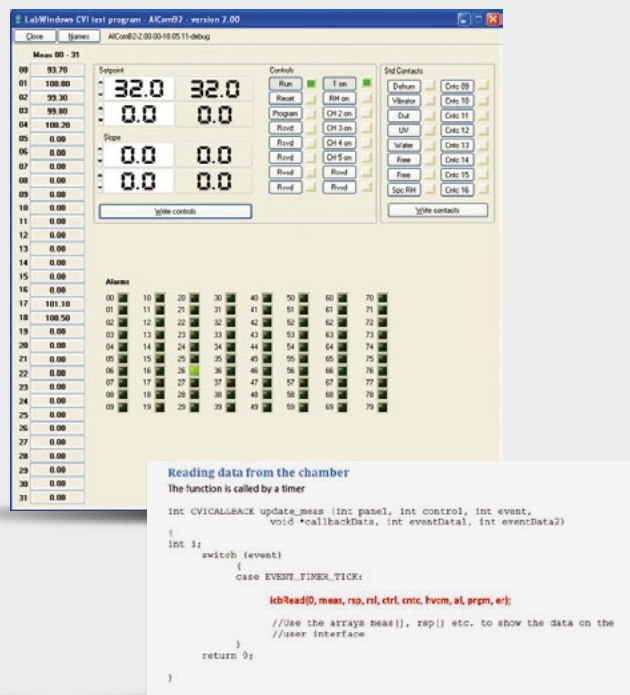 LabWindows CVI test program - AIComB2 - version 2.00
Close Names AIComB2-2.00.00-18.05.11-debug
Meas 00 - 31
00 93.70
01 100.00
02 99.30
03 99.80
04 100.20
05 0.00
06 0.00
07 0.00
08 0.00
09 0.00
10 0.00
11 0.00
12 0.00
13 0.00
14 0.00
15 0.00
16 0.00
17 101.10
18 100.50
19 0.00
20 0.00
21 0.00
22 0.00
23 0.00
24 0.00
25 0.00
26 0.00
27 0.00
28 0.00
29 0.00
30 0.00
31 0.00
Setpoint
32.0 32.0
0.0 0.0
Slope
0.0 0.0
0.0 0.0
Write controls
Controls
Run T on
Reset RH on
Program CH 2 on
Rsvd CH 3 on
Rsvd CH 4 on
Rsvd CH 5 on
Rsvd Rsvd
Rsvd Rsvd
Std Contacts
Dehum Cntc 09
Vibrator Cntc 10
Dut Cntc 11
UV Cntc 12
Water Cntc 13
Free Cntc 14
Free Cntc 15
Spc RH Cntc 16
Write contacts
Alarms
00 10 20 30 40 50 60 70
01 11 21 31 41 51 61 71
02 12 22 32 42 52 62 72
03 13 23 33 43 53 63 73
04 14 24 34 44 54 64 74
05 15 25 35 45 55 65 75
06 16 26 36 46 56 66 76
07 17 27 37 47 57 67 77
08 18 28 38 48 58 68 78
09 19 29 39 49 59 69 79
Reading data from the chamber
The function is called by a timer
int CVICALLBACK update_meas (int panel, int control, int event,
void *callbackData, int eventData1, int eventData2)
{
int i;
switch (event)
{
case EVENT_TIMER_TICK:
icbRead(0, meas, rsp, rsl, ctrl, cntc, hvcm, al, prgm, er);
//Use the arrays meas[], rsp[] etc. to show the data on the
//user interface
}
return 0;
}